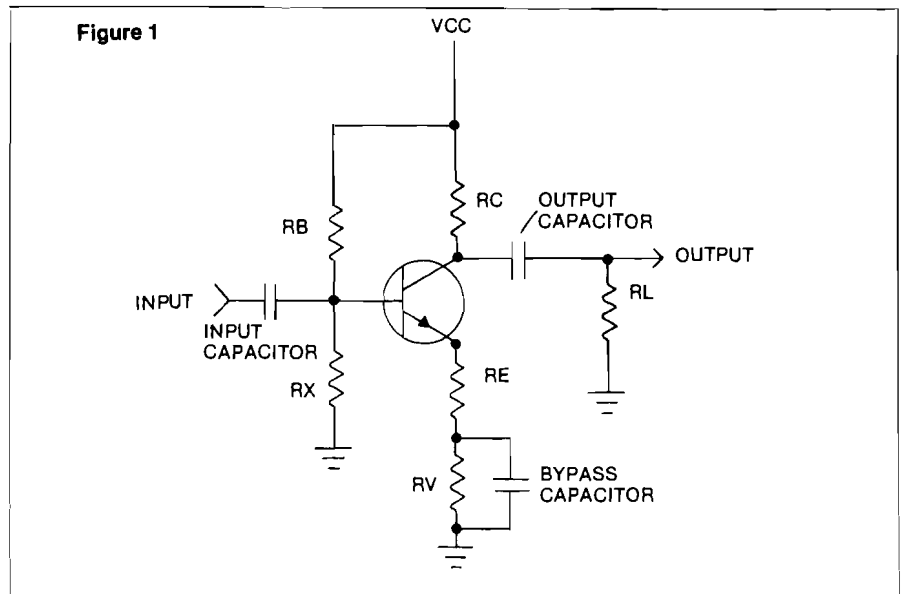 Figure 1
VCC
RC
OUTPUT
CAPACITOR
RB
OUTPUT
INPUT
RL
INPUT
CAPACITOR
RX
RE
RV
BYPASS
CAPACITOR